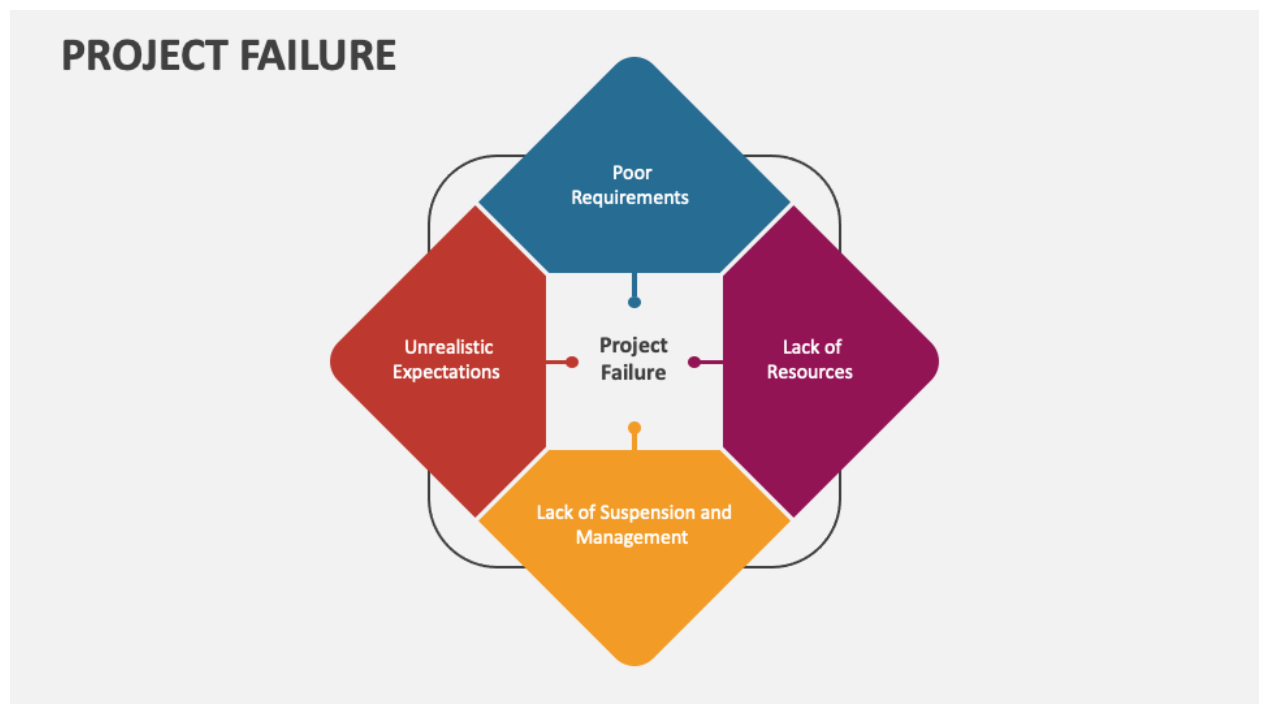 PROJECT FAILURE
Poor
Requirements
Unrealistic
Expectations
Project
Failure
Lack of
Resources
Lack of Suspension and
Management